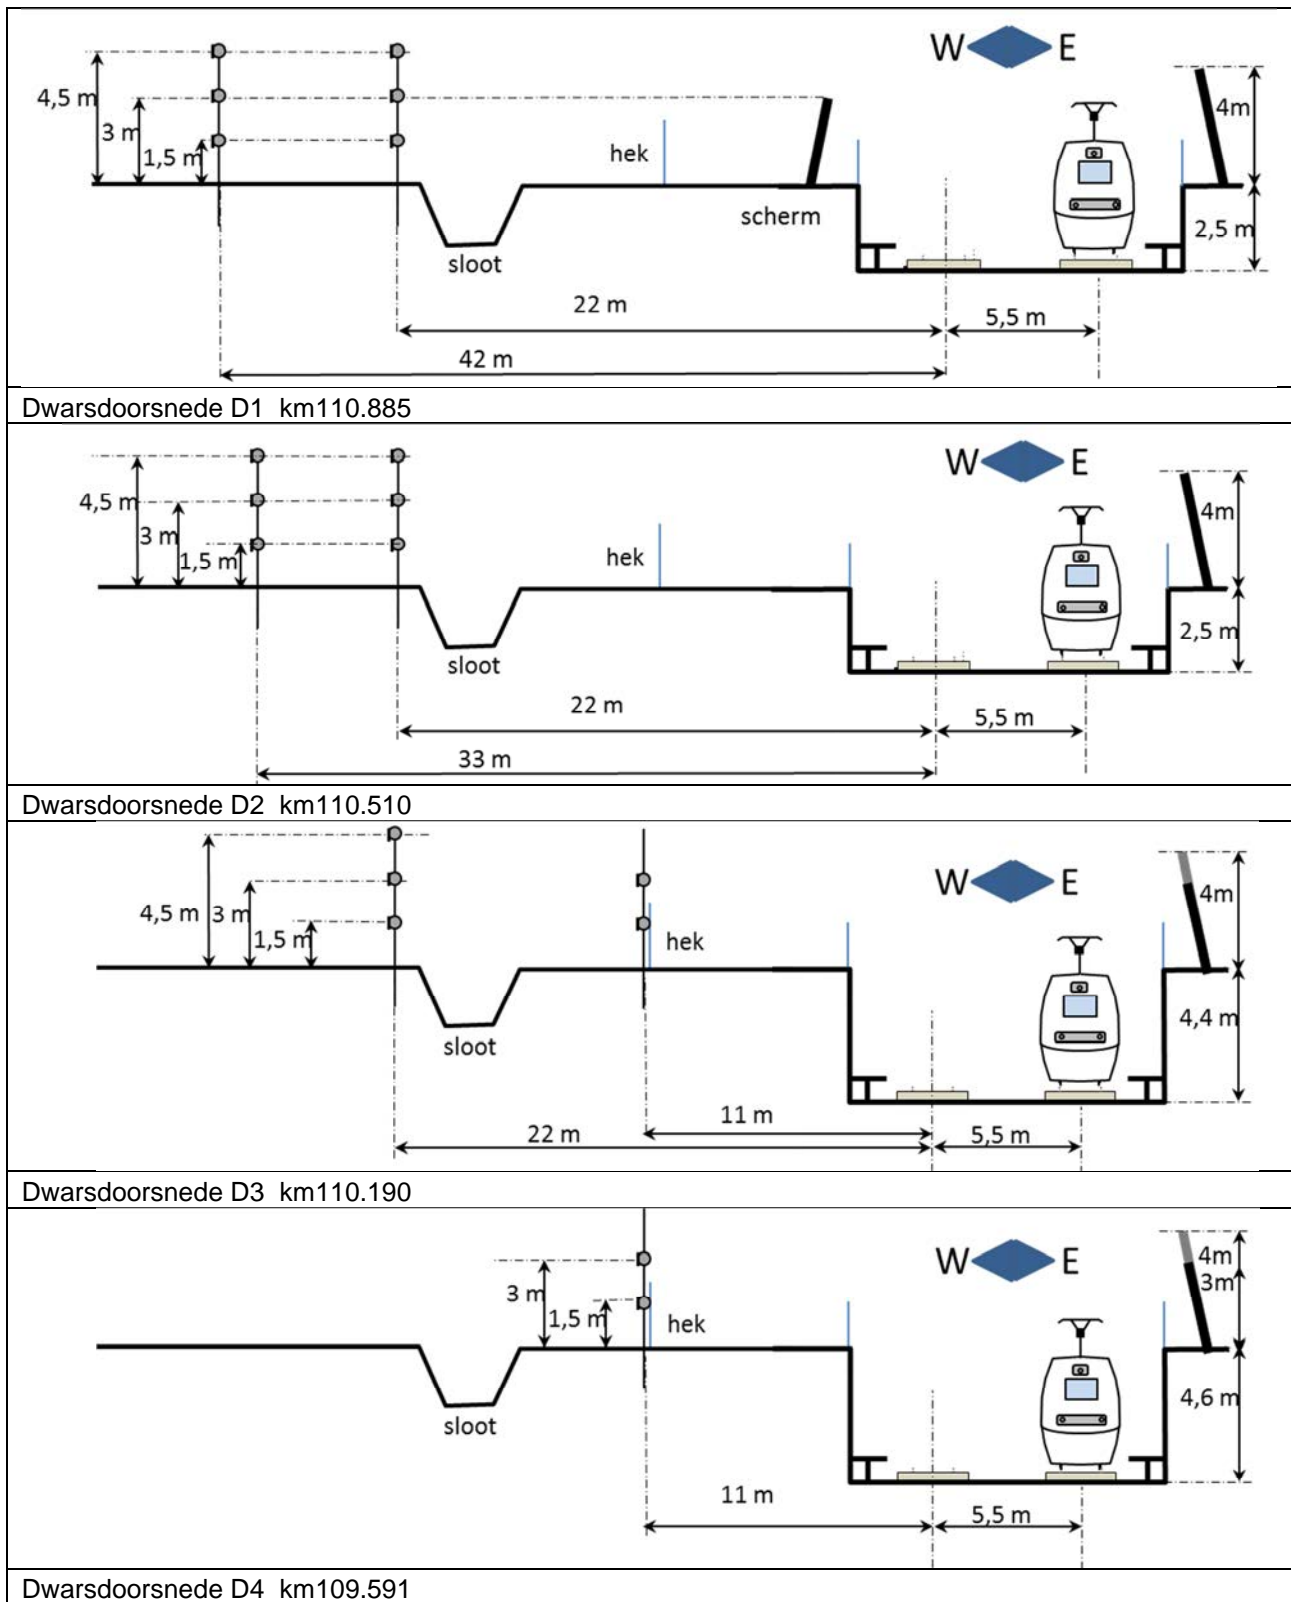 W E
4,5 m
3 m
1,5 m
hek
4m
scherm
2,5 m
sloot
22 m
5,5 m
42 m
Dwarsdoorsnede D1 km110.885
W E
4,5 m
3 m
1,5 m
hek
4m
2,5 m
sloot
22 m
5,5 m
33 m
Dwarsdoorsnede D2 km110.510
W E
4m
4,5 m 3 m
1,5 m
hek
4,4 m
sloot
11 m
22 m
5,5 m
Dwarsdoorsnede D3 km110.190
W E
4m
3m
3 m
1,5 m
hek
4,6 m
sloot
11 m
5,5 m
Dwarsdoorsnede D4 km109.591